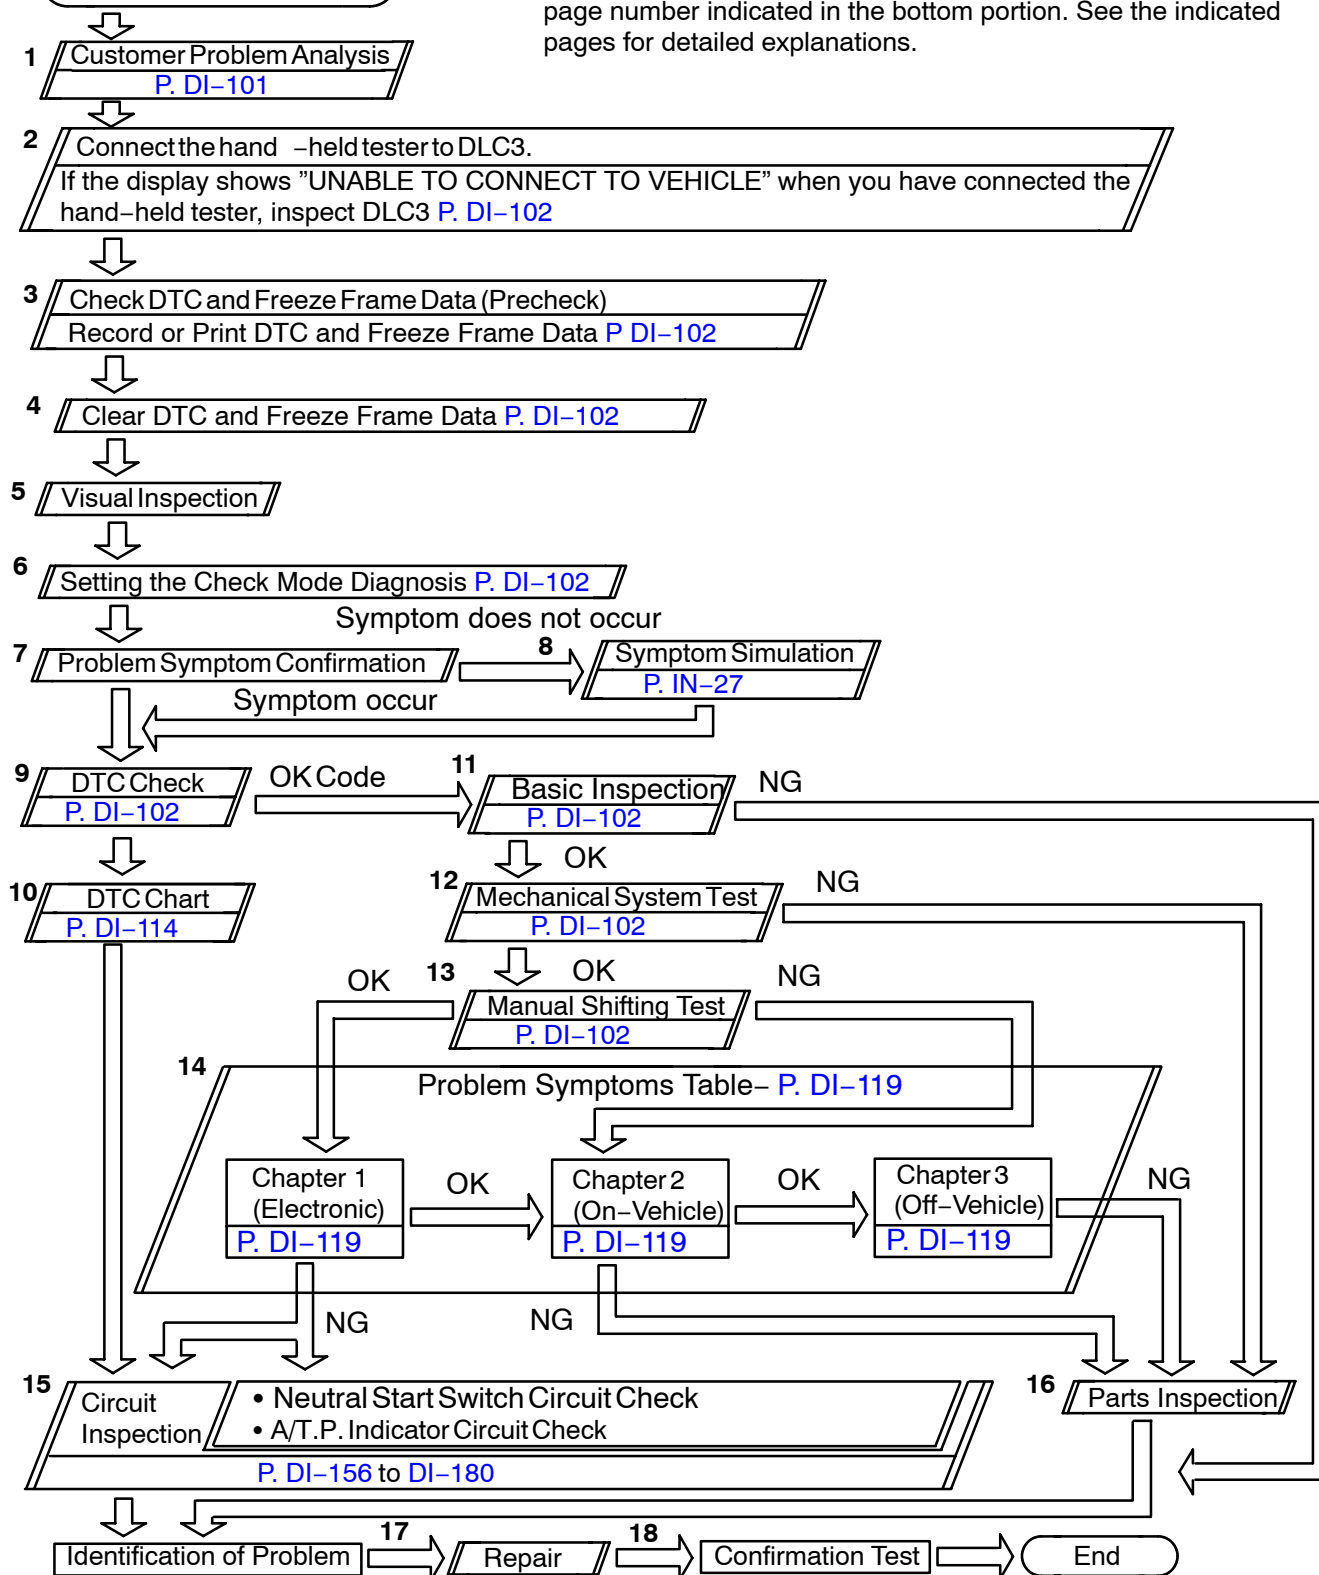 page number indicated in the bottom portion. See the indicated
pages for detailed explanations.
1
Customer Problem Analysis
P. DI–101
2
Connect the hand –held tester to DLC3.
If the display shows ”UNABLE TO CONNECT TO VEHICLE” when you have connected the
hand–held tester, inspect DLC3 P. DI–102
3
Check DTC and Freeze Frame Data (Precheck)
Record or Print DTC and Freeze Frame Data P DI–102
4
Clear DTC and Freeze Frame Data P. DI–102
5
Visual Inspection
6
Setting the Check Mode Diagnosis P. DI–102
Symptom does not occur
7
Problem Symptom Confirmation
8
Symptom Simulation
P. IN–27
Symptom occur
9
DTC Check
P. DI–102
OK Code
11
Basic Inspection
P. DI–102
NG
OK
10
DTC Chart
P. DI–114
12
Mechanical System Test
P. DI–102
NG
OK
13
Manual Shifting Test
P. DI–102
OK
NG
14
Problem Symptoms Table– P. DI–119
Chapter 1
(Electronic)
P. DI–119
OK
Chapter 2
(On–Vehicle)
P. DI–119
OK
Chapter 3
(Off–Vehicle)
P. DI–119
NG
NG
NG
15
Circuit
Inspection
• Neutral Start Switch Circuit Check
• A/T.P. Indicator Circuit Check
P. DI–156 to DI–180
16
Parts Inspection
Identification of Problem
17
Repair
18
Confirmation Test
End